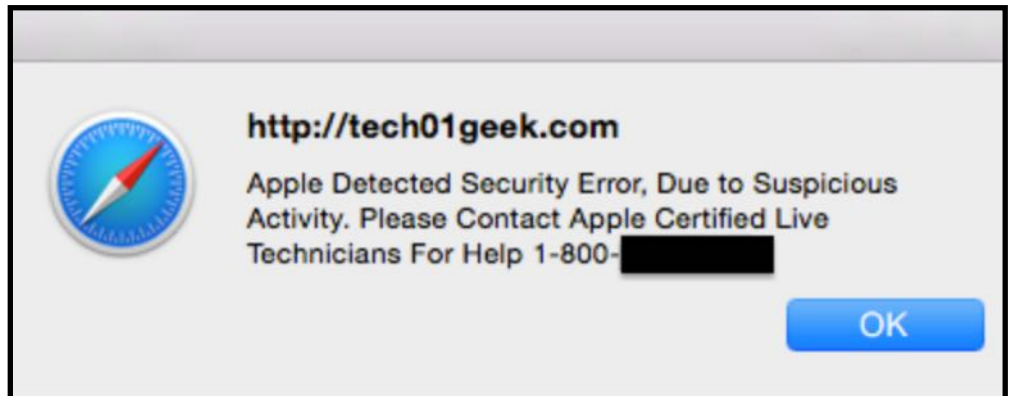 http://tech01geek.com
Apple Detected Security Error, Due to Suspicious
Activity. Please Contact Apple Certified Live
Technicians For Help 1-800-
OK